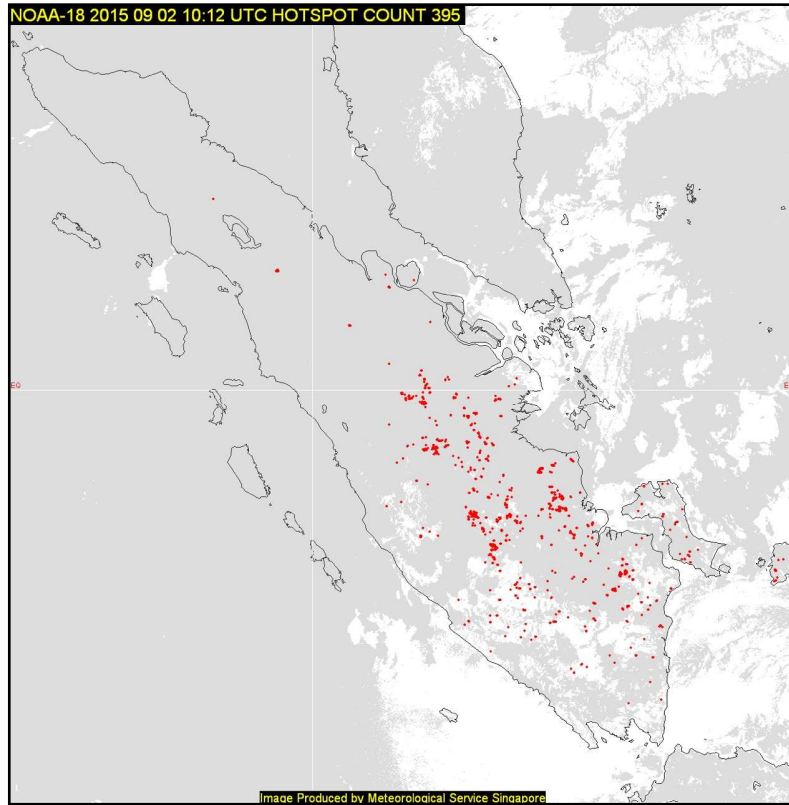 NOAA-18 2015 09 02 10:12 UTC HOTSPOT COUNT 395
EQ
E
Image Produced by Meteorological Service Singapore